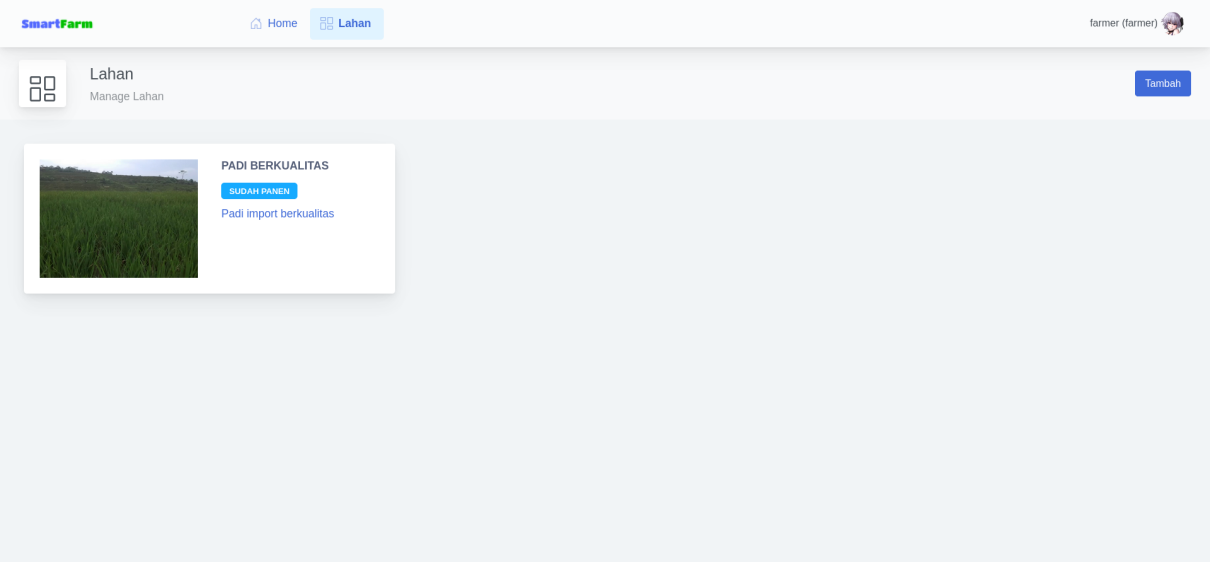 SmartFarm
Home
Lahan
farmer (farmer)
Lahan
Manage Lahan
Tambah
PADI BERKUALITAS
SUDAH PANEN
Padi import berkualitas